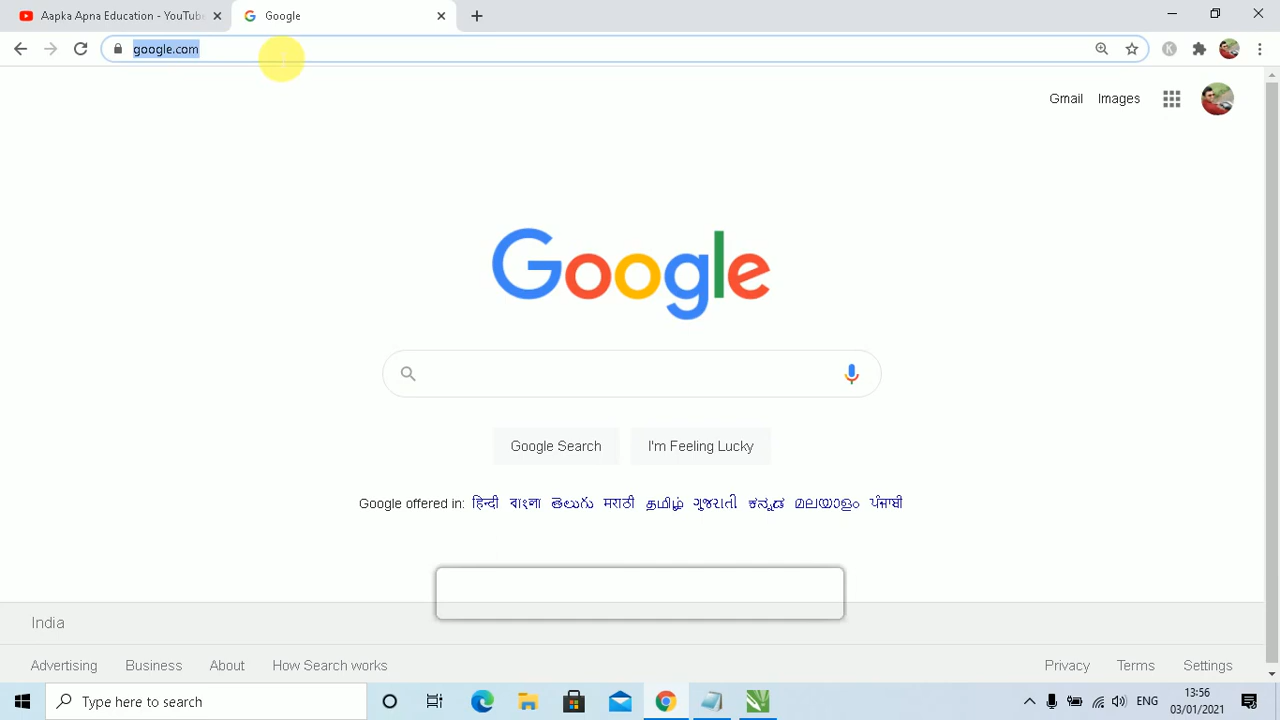 Aapka Apna Education - YouTube
Google
google.com
K
Gmail Images
Google
Google Search I'm Feeling Lucky
Google offered in: हिन्दी বাংলা తెలుగు मराठी தமிழ் ગુજરાતી ಕನ್ನಡ മലയാളം ਪੰਜਾਬੀ
India
Advertising Business About How Search works Privacy Terms Settings
Type here to search
ENG
13:56
03/01/2021